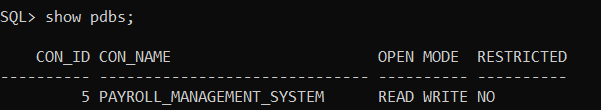 SQL> show pdbs;
CON_ID CON_NAME OPEN MODE RESTRICTED
---------- ------------------------------ ---------- ----------
5 PAYROLL_MANAGEMENT_SYSTEM READ WRITE NO